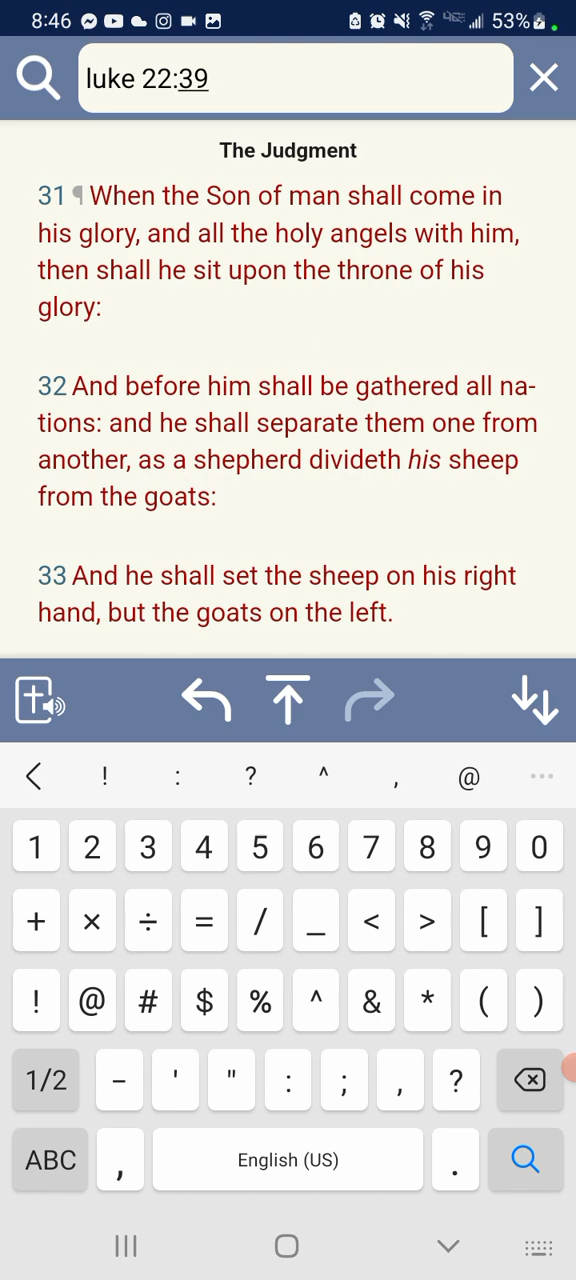 8:46 53%
luke 22:39
The Judgment
31 ¶ When the Son of man shall come in
his glory, and all the holy angels with him,
then shall he sit upon the throne of his
glory:
32 And before him shall be gathered all na-
tions: and he shall separate them one from
another, as a shepherd divideth his sheep
from the goats:
33 And he shall set the sheep on his right
hand, but the goats on the left.
! : ? ^ , @ ...
1 2 3 4 5 6 7 8 9 0
+ × ÷ = / _ < > [ ]
! @ # $ % ^ & * ( )
1/2 - ' " : ; , ?
ABC , English (US) .